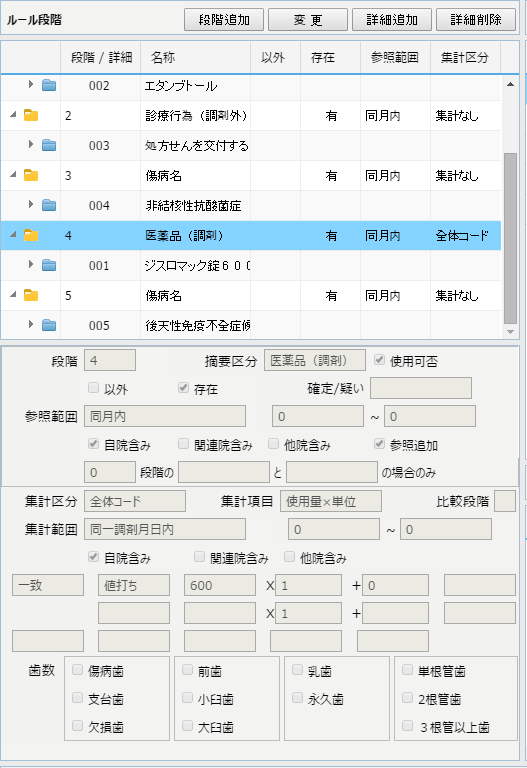 ルール段階 段階追加 変 更 詳細追加 詳細削除
段階 / 詳細 名称 以外 存在 参照範囲 集計区分
002 エタンブトール
2 診療行為（調剤外） 有 同月内 集計なし
003 処方せんを交付する
3 傷病名 有 同月内 集計なし
004 非結核性抗酸菌症
4 医薬品（調剤） 有 同月内 全体コード
001 ジスロマック錠６００
5 傷病名 有 同月内 集計なし
005 後天性免疫不全症候
段階 4 摘要区分 医薬品（調剤） 使用可否
以外 存在 確定/疑い
参照範囲 同月内 0 ~ 0
自院含み 関連院含み 他院含み 参照追加
0 段階の と の場合のみ
集計区分 全体コード 集計項目 使用量×単位 比較段階
集計範囲 同一調剤月日内 0 ~ 0
自院含み 関連院含み 他院含み
一致 値打ち 600 X 1 + 0
X 1 +
歯数 傷病歯 前歯 乳歯 単根管歯
支台歯 小臼歯 永久歯 2根管歯
欠損歯 大臼歯 ３根管以上歯